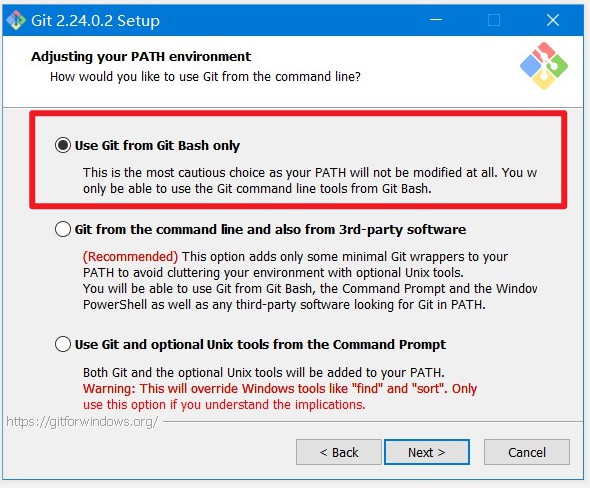 Git 2.24.0.2 Setup
Adjusting your PATH environment
How would you like to use Git from the command line?
Use Git from Git Bash only
This is the most cautious choice as your PATH will not be modified at all. You w
only be able to use the Git command line tools from Git Bash.
Git from the command line and also from 3rd-party software
(Recommended) This option adds only some minimal Git wrappers to your
PATH to avoid cluttering your environment with optional Unix tools.
You will be able to use Git from Git Bash, the Command Prompt and the Window
PowerShell as well as any third-party software looking for Git in PATH.
Use Git and optional Unix tools from the Command Prompt
Both Git and the optional Unix tools will be added to your PATH.
Warning: This will override Windows tools like "find" and "sort". Only
use this option if you understand the implications.
https://gitforwindows.org/
< Back Next > Cancel